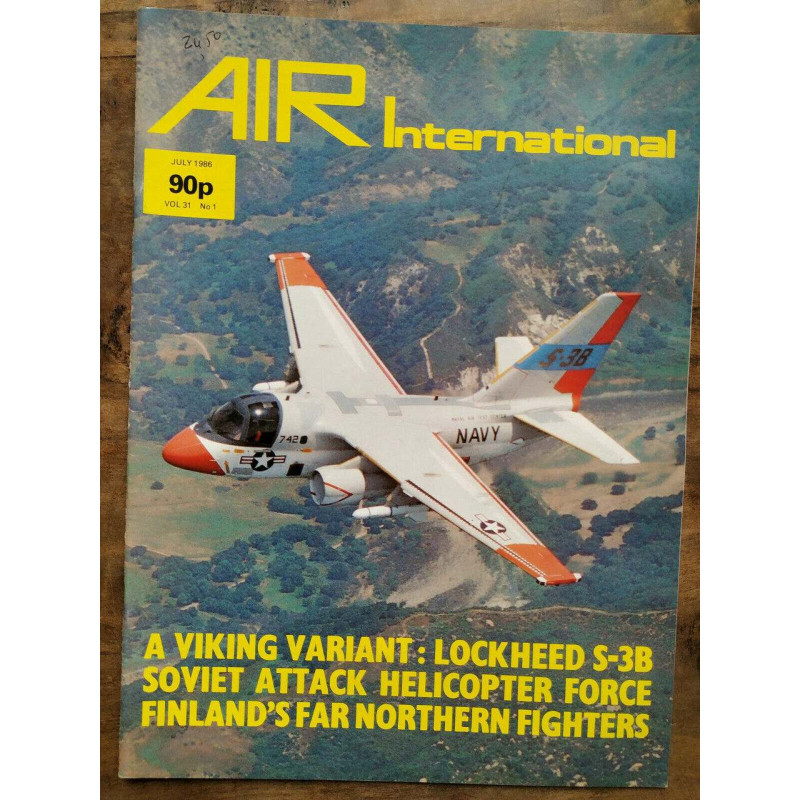 AIR International
JULY 1986
90p
VOL 31 No 1
S-3B
742
NAVY
A VIKING VARIANT: LOCKHEED S-3B
SOVIET ATTACK HELICOPTER FORCE
FINLAND'S FAR NORTHERN FIGHTERS